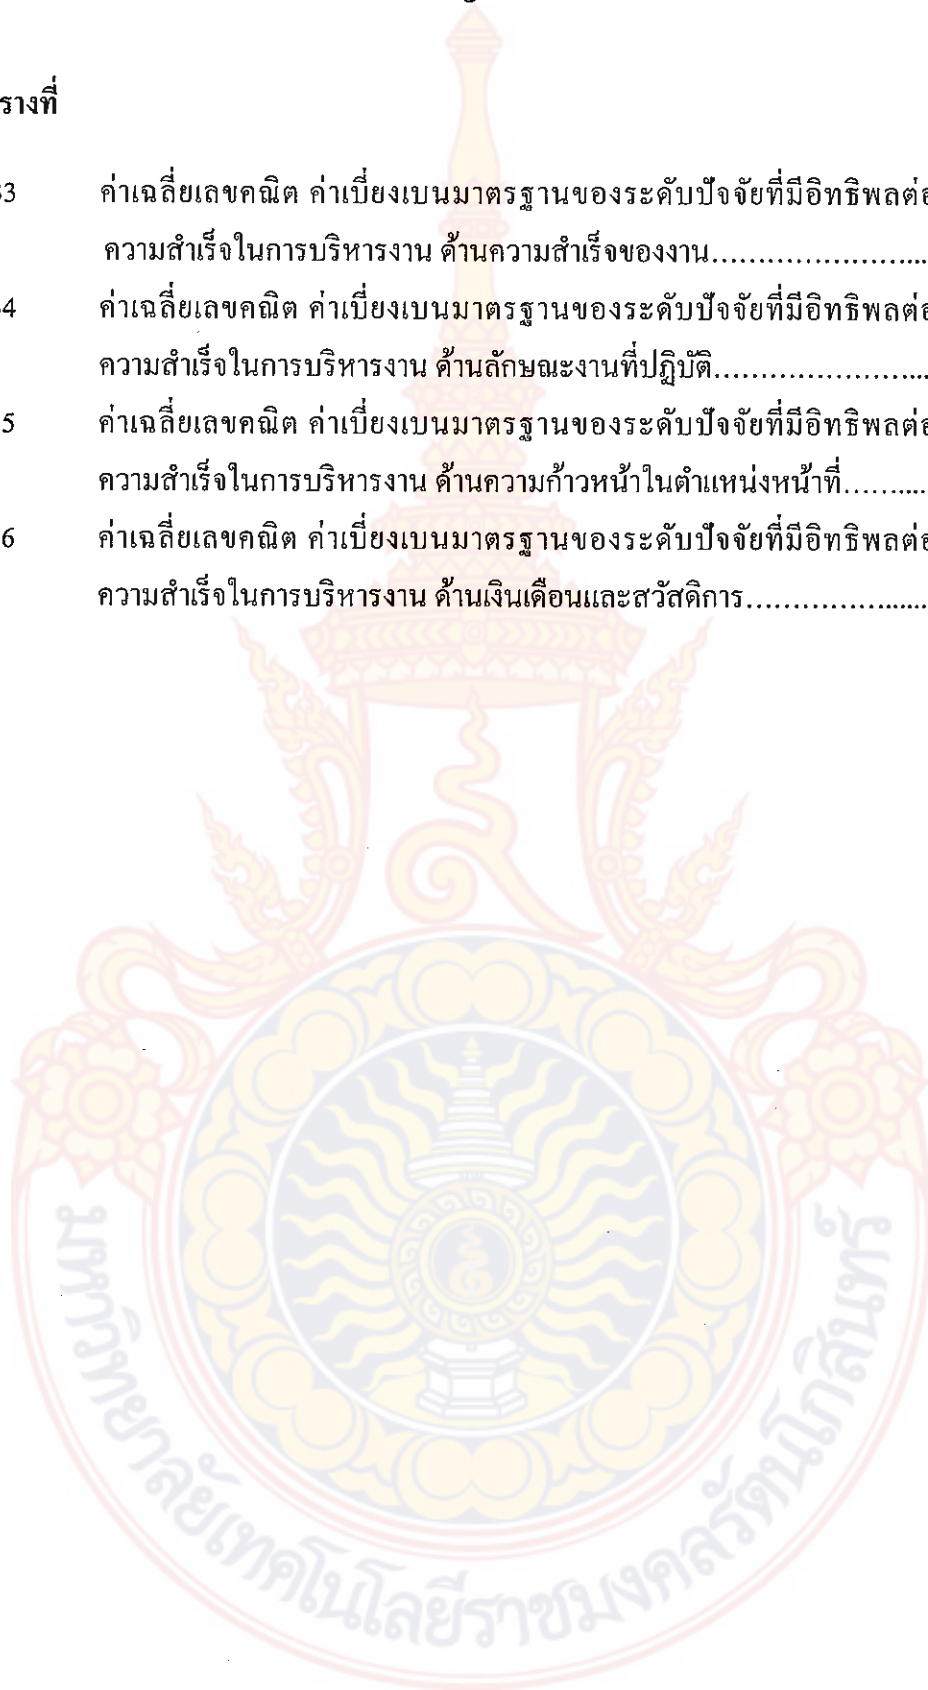 รางที่
33 ค่าเฉลี่ยเลขคณิต ค่าเบี่ยงเบนมาตรฐานของระดับปัจจัยที่มีอิทธิพลต่อ
ความสำเร็จในการบริหารงาน ด้านความสำเร็จของงาน........................
4 ค่าเฉลี่ยเลขคณิต ค่าเบี่ยงเบนมาตรฐานของระดับปัจจัยที่มีอิทธิพลต่อ
ความสำเร็จในการบริหารงาน ด้านลักษณะงานที่ปฏิบัติ........................
5 ค่าเฉลี่ยเลขคณิต ค่าเบี่ยงเบนมาตรฐานของระดับปัจจัยที่มีอิทธิพลต่อ
ความสำเร็จในการบริหารงาน ด้านความก้าวหน้าในตำแหน่งหน้าที่..........
6 ค่าเฉลี่ยเลขคณิต ค่าเบี่ยงเบนมาตรฐานของระดับปัจจัยที่มีอิทธิพลต่อ
ความสำเร็จในการบริหารงาน ด้านเงินเดือนและสวัสดิการ.....................
มหาวิทยาลัยเทคโนโลยีราชมงคลรัตนโกสินทร์